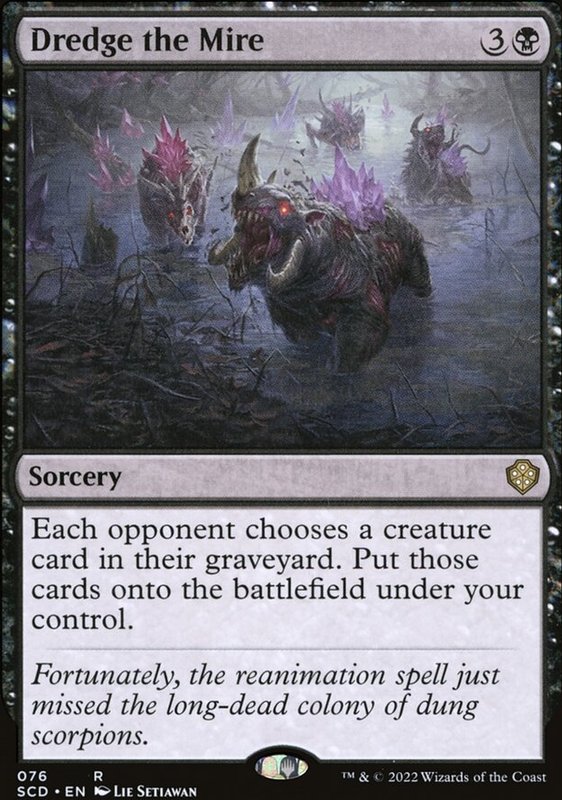 Dredge the Mire 3
Sorcery
Each opponent chooses a creature
card in their graveyard. Put those
cards onto the battlefield under your
control.
Fortunately, the reanimation spell just
missed the long-dead colony of dung
scorpions.
076 R
SCD • EN Lie Setiawan
™ & © 2022 Wizards of the Coast